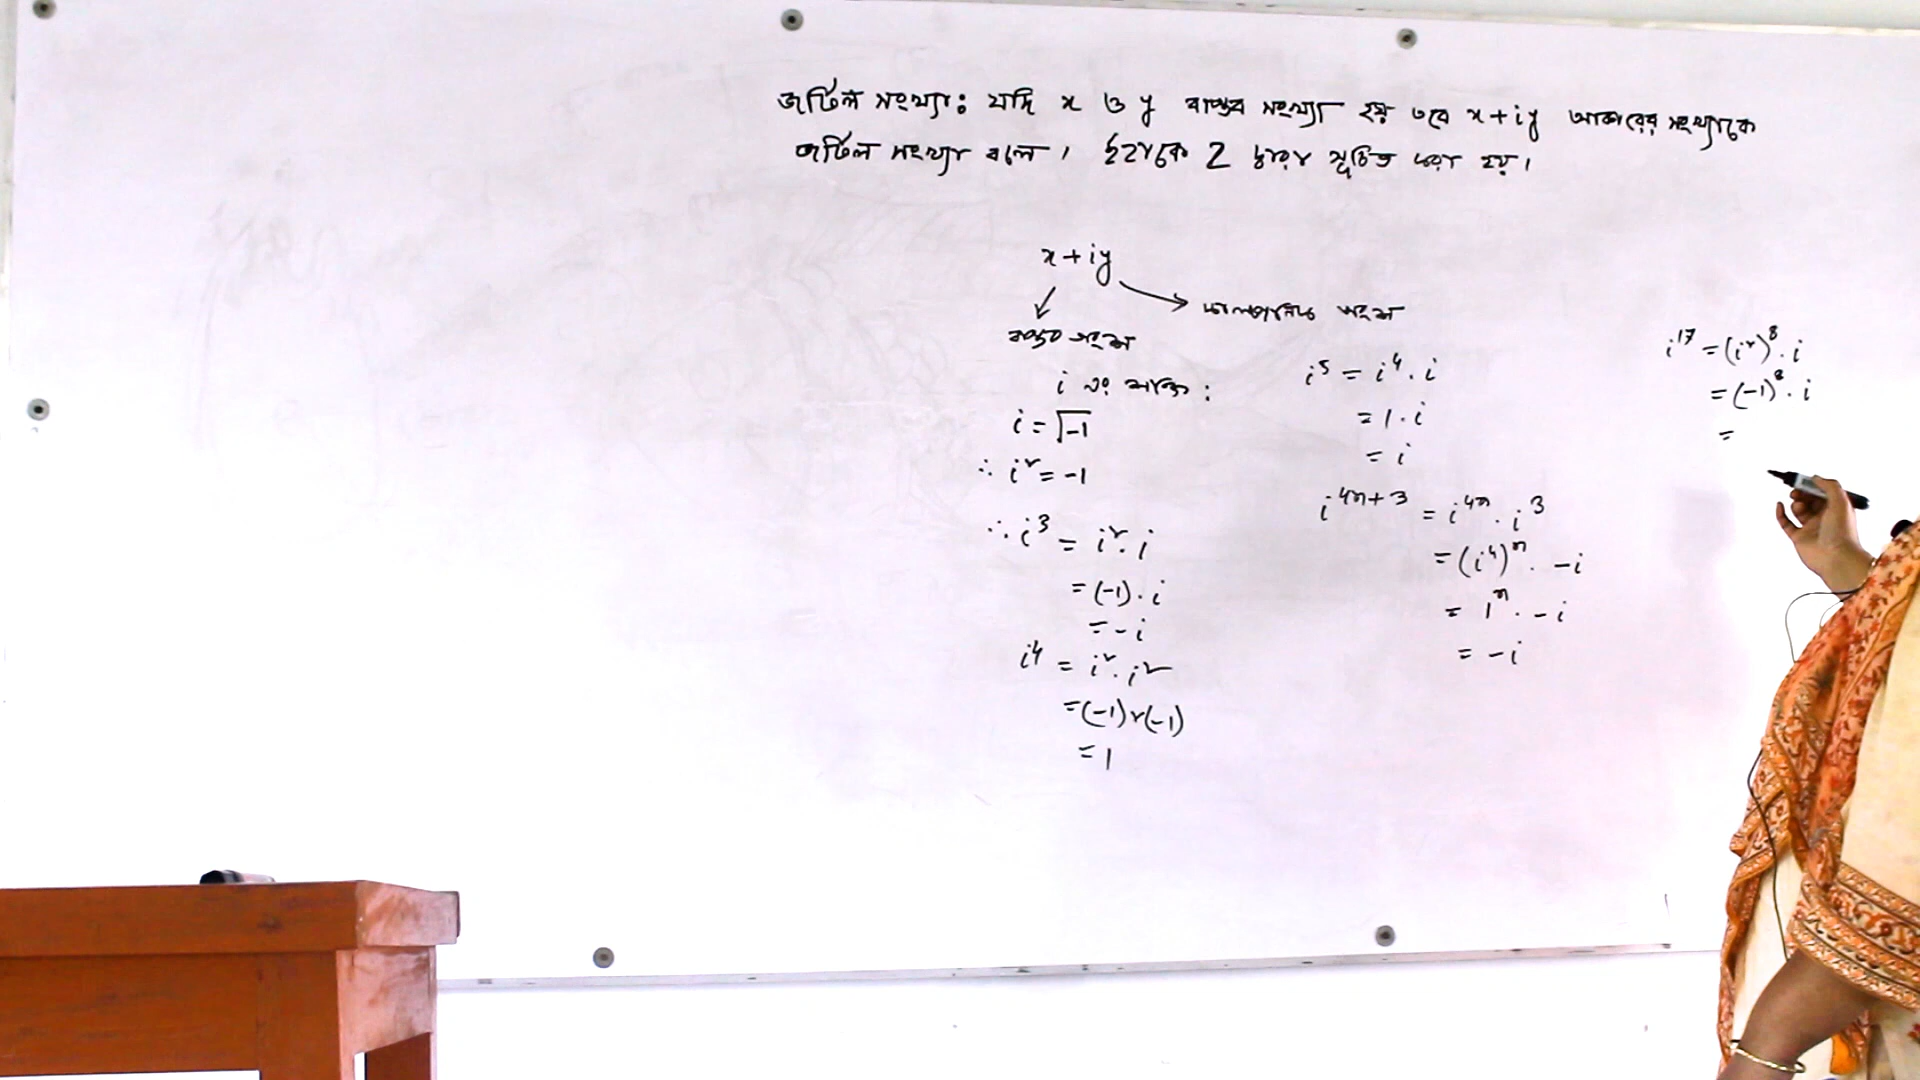 জটিল সংখ্যাঃ যদি x ও y বাস্তব সংখ্যা হয় তবে x+iy আকারের সংখ্যাকে
জটিল সংখ্যা বলে। ইহাকে Z দ্বারা সূচিত করা হয়।
x+iy
বাস্তব অংশ
কাল্পনিক অংশ
i এর শক্তি :
i = √-1
∴ i² = -1
∴ i³ = i². i
= (-1). i
= - i
i⁴ = i². i²
=(-1)×(-1)
= 1
i⁵ = i⁴. i
= 1. i
= i
i⁴ⁿ⁺³ = i⁴ⁿ. i³
= (i⁴)ⁿ. -i
= 1ⁿ. - i
= -i
i¹⁷ = (i²)⁸. i
= (-1)⁸. i
=